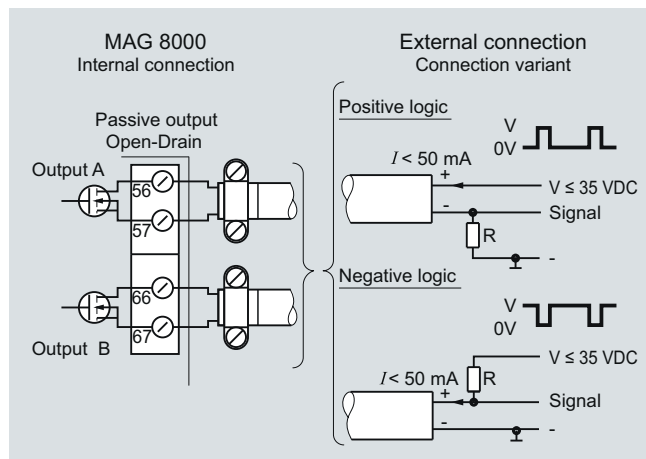 MAG 8000
Internal connection
External connection
Connection variant
Passive output
Open-Drain
Output A
56
57
66
67
Output B
Positive logic
V
0V
I < 50 mA
+
V ≤ 35 VDC
-
Signal
R
-
Negative logic
V
0V
V ≤ 35 VDC
I < 50 mA
R
+
Signal
-
-